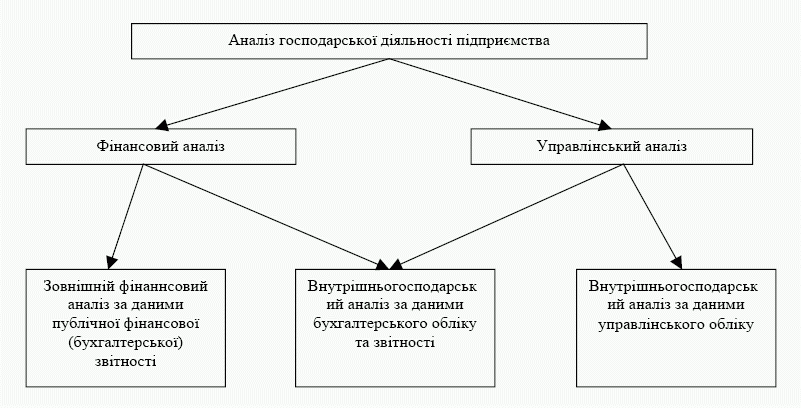 Аналіз господарської діяльності підприємства
Фінансовий аналіз
Управлінський аналіз
Зовнішній фінаннсовий
аналіз за даними
публічної фінансової
(бухгалтерської)
звітності
Внутрішньогосподарськ
ий аналіз за даними
бухгалтерського обліку
та звітності
Внутрішньогосподарськ
ий аналіз за даними
управлінського обліку